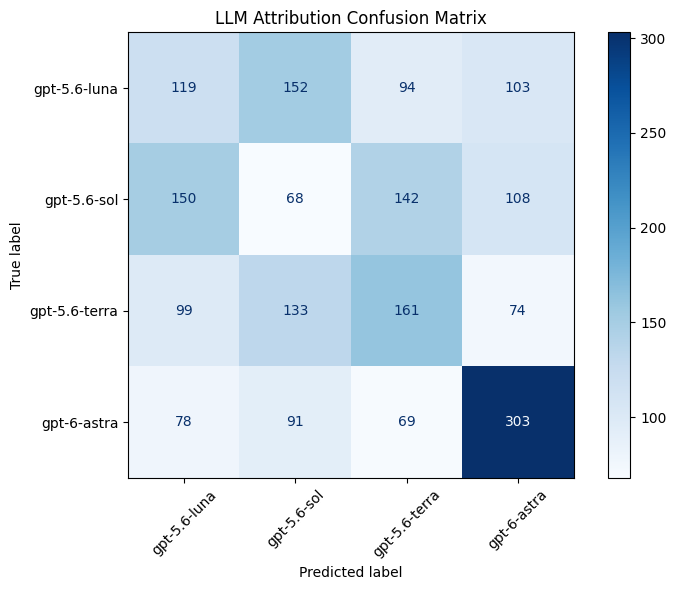 LLM Attribution Confusion Matrix
gpt-5.6-luna 119 152 94 103
gpt-5.6-sol 150 68 142 108
gpt-5.6-terra 99 133 161 74
gpt-6-astra 78 91 69 303
gpt-5.6-luna gpt-5.6-sol gpt-5.6-terra gpt-6-astra
Predicted label
True label
300
250
200
150
100